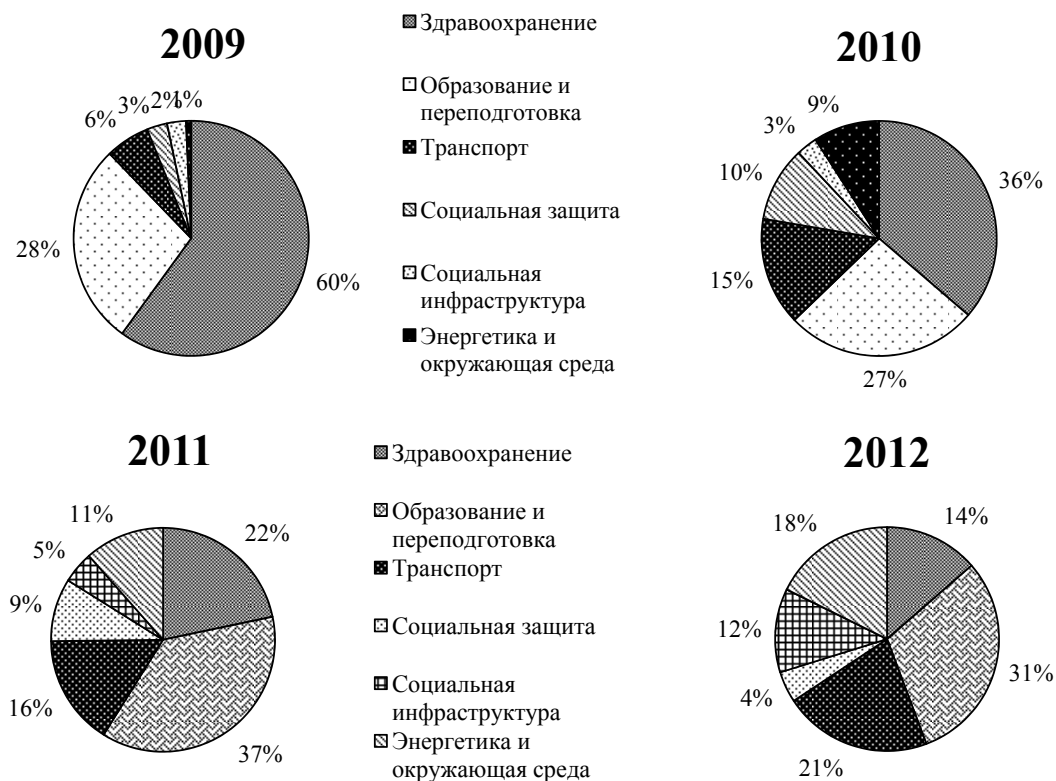 2009
3%
2%
1%
6%
28%
60%
Здравоохранение
Образование и
переподготовка
Транспорт
Социальная защита
Социальная
инфраструктура
Энергетика и
окружающая среда
2010
9%
3%
10%
36%
15%
27%
2011
11%
22%
5%
9%
16%
37%
Здравоохранение
Образование и
переподготовка
Транспорт
Социальная защита
Социальная
инфраструктура
Энергетика и
окружающая среда
2012
18%
14%
12%
31%
4%
21%